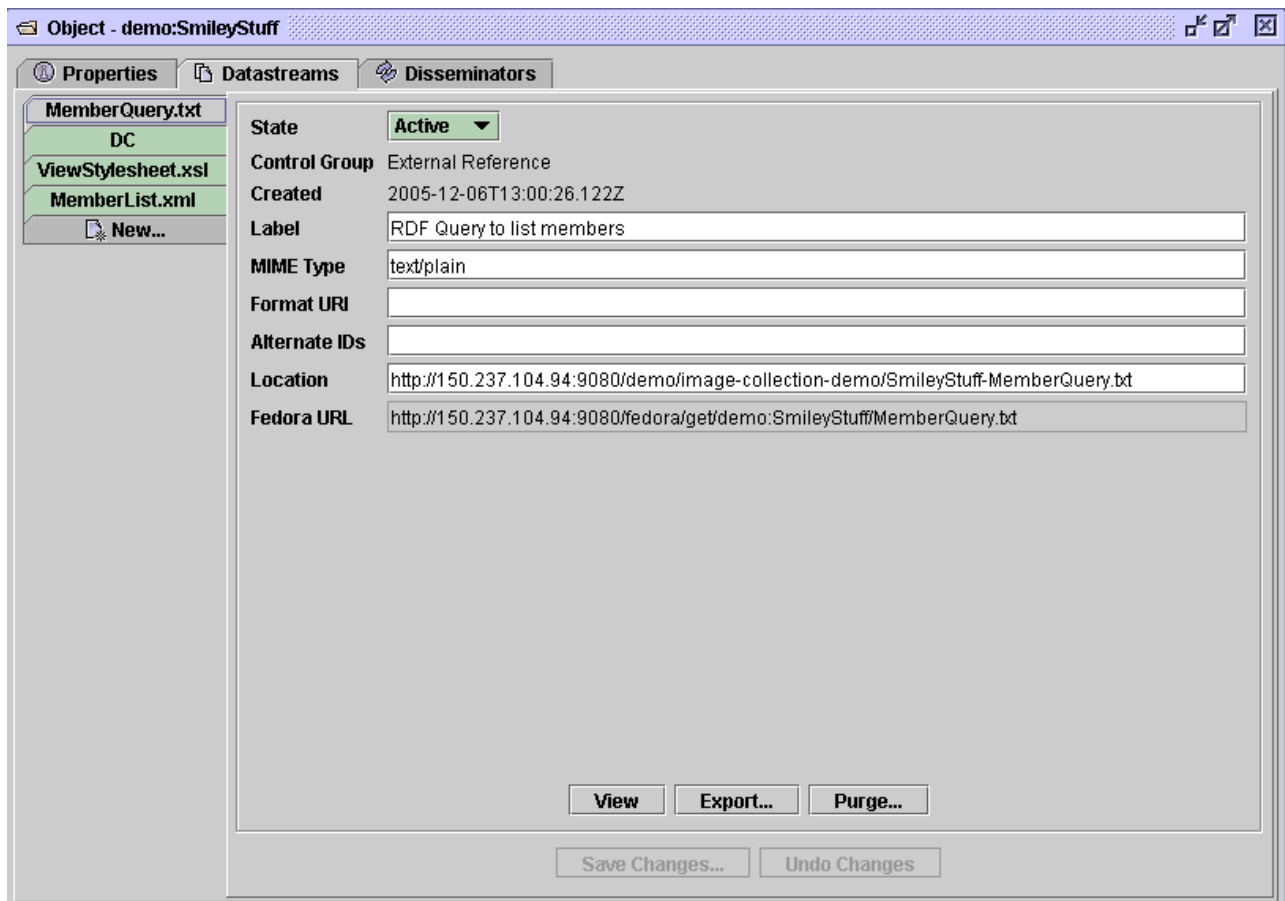 Object - demo:SmileyStuff
Properties Datastreams Disseminators
MemberQuery.txt
DC
ViewStylesheet.xsl
MemberList.xml
New...
State Active
Control Group External Reference
Created 2005-12-06T13:00:26.122Z
Label RDF Query to list members
MIME Type text/plain
Format URI
Alternate IDs
Location http://150.237.104.94:9080/demo/image-collection-demo/SmileyStuff-MemberQuery.txt
Fedora URL http://150.237.104.94:9080/fedora/get/demo:SmileyStuff/MemberQuery.txt
View Export... Purge...
Save Changes... Undo Changes